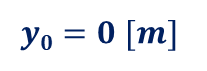 y₀ = 0 [m]